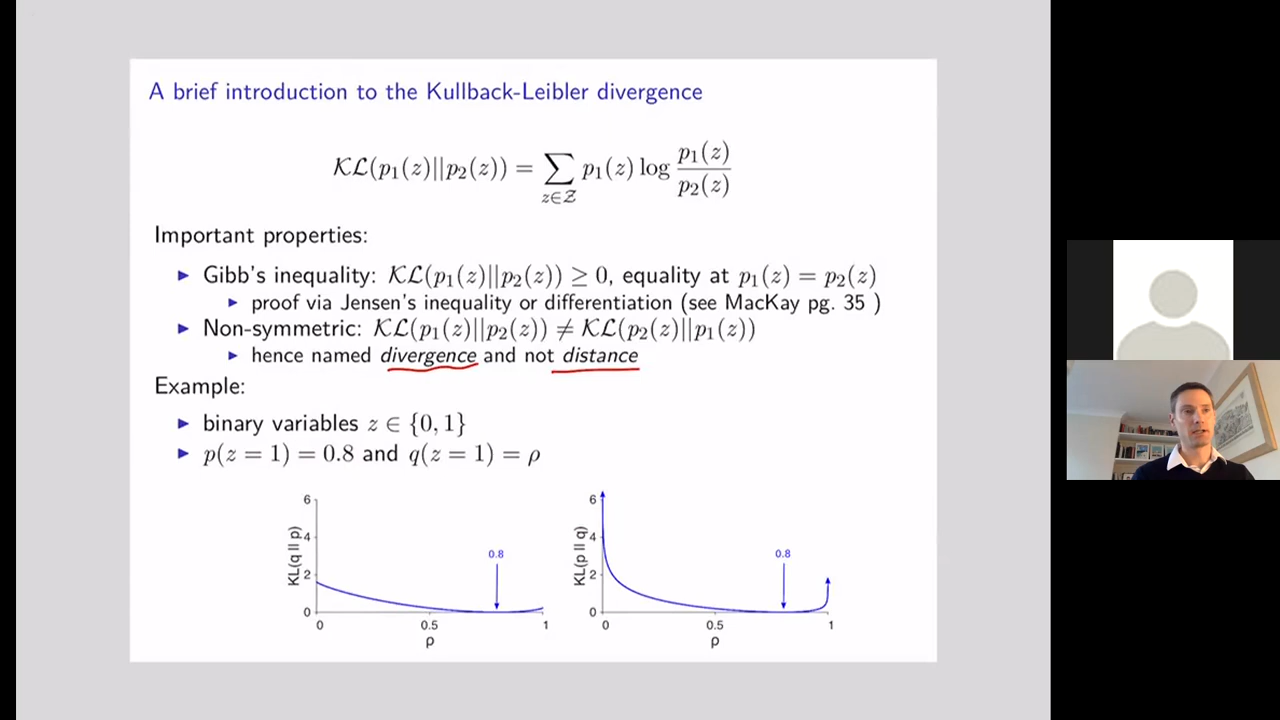 A brief introduction to the Kullback-Leibler divergence
𝒦ℒ(p₁(z)||p₂(z)) = ∑_{z∈𝒵} p₁(z) log p₁(z)/p₂(z)
Important properties:
▶ Gibb's inequality: 𝒦ℒ(p₁(z)||p₂(z)) ≥ 0, equality at p₁(z) = p₂(z)
▶ proof via Jensen's inequality or differentiation (see MacKay pg. 35 )
▶ Non-symmetric: 𝒦ℒ(p₁(z)||p₂(z)) ≠ 𝒦ℒ(p₂(z)||p₁(z))
▶ hence named divergence and not distance
Example:
▶ binary variables z ∈ {0, 1}
▶ p(z = 1) = 0.8 and q(z = 1) = ρ
KL(q || p)
6
4
2
0
0.8
0 0.5 1
ρ
KL(p || q)
6
4
2
0
0.8
0 0.5 1
ρ